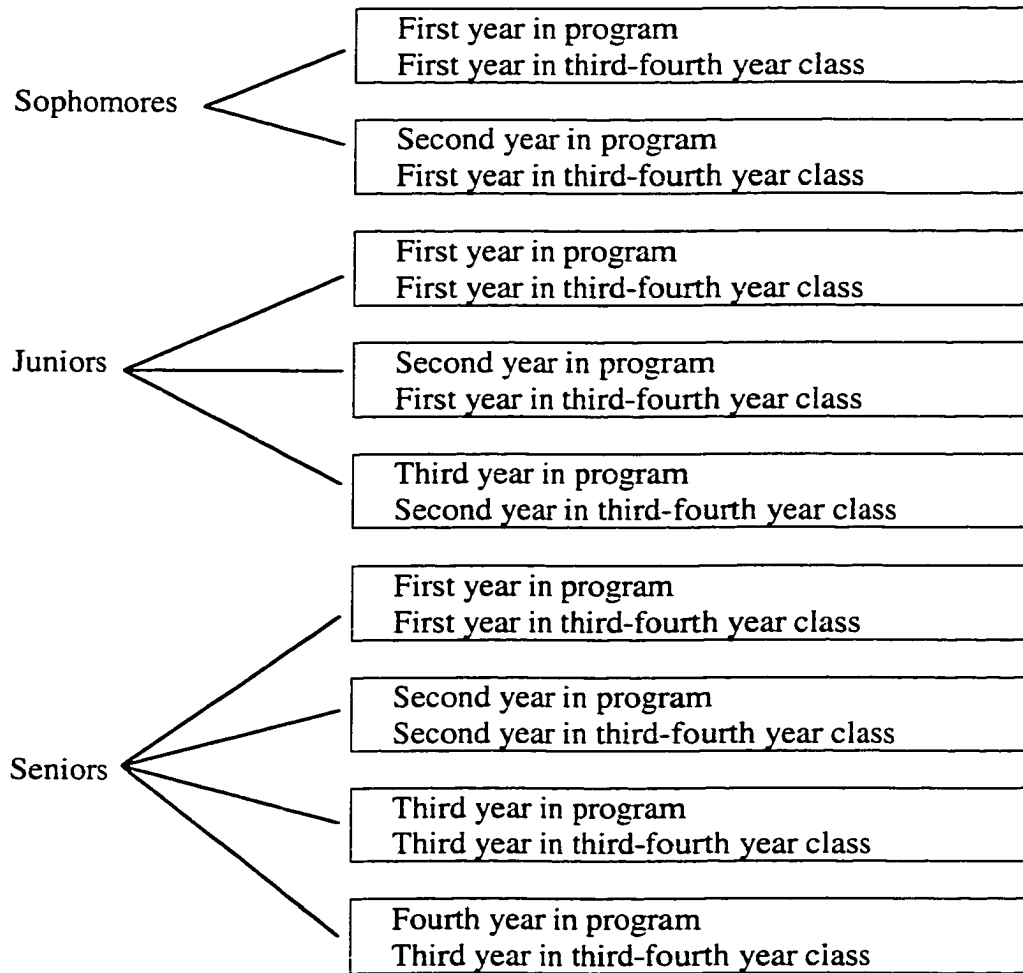 First year in program
First year in third-fourth year class
Sophomores
Second year in program
First year in third-fourth year class
First year in program
First year in third-fourth year class
Juniors
Second year in program
First year in third-fourth year class
Third year in program
Second year in third-fourth year class
First year in program
First year in third-fourth year class
Second year in program
Second year in third-fourth year class
Seniors
Third year in program
Third year in third-fourth year class
Fourth year in program
Third year in third-fourth year class